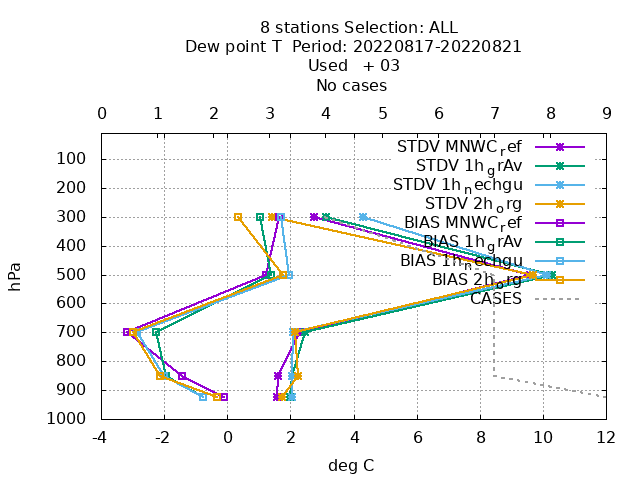 8 stations Selection: ALL
Dew point T  Period: 20220817-20220821
Used   + 03
No cases
0 1 2 3 4 5 6 7 8 9
STDV MNWC_ref
STDV 1h_grAv
STDV 1h_nechgu
STDV 2h_org
BIAS MNWC_ref
BIAS 1h_grAv
BIAS 1h_nechgu
BIAS 2h_org
CASES
100
200
300
400
500
600
700
800
900
1000
hPa
-4 -2 0 2 4 6 8 10 12
deg C